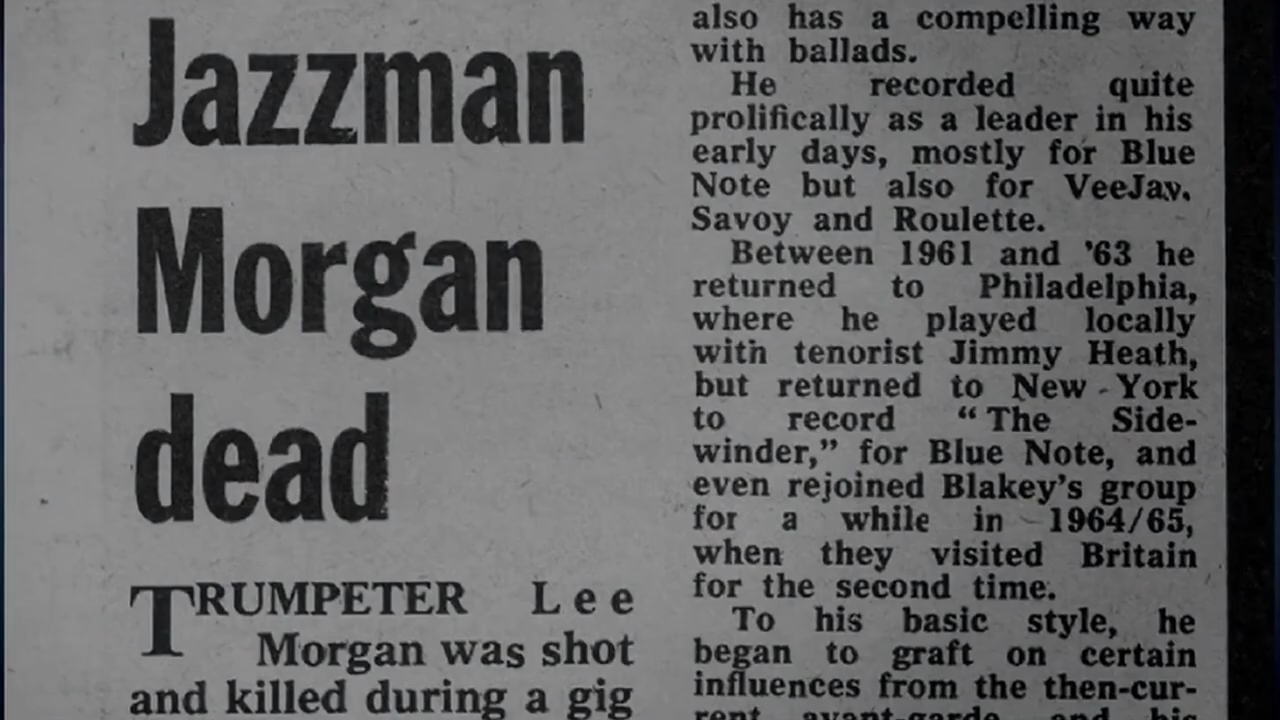 Jazzman
Morgan
dead
TRUMPETER Lee
Morgan was shot
and killed during a gig
also has a compelling way
with ballads.
He recorded quite
prolifically as a leader in his
early days, mostly for Blue
Note but also for VeeJay,
Savoy and Roulette.
Between 1961 and '63 he
returned to Philadelphia,
where he played locally
with tenorist Jimmy Heath,
but returned to New York
to record “The Side-
winder,” for Blue Note, and
even rejoined Blakey's group
for a while in 1964/65,
when they visited Britain
for the second time.
To his basic style, he
began to graft on certain
influences from the then-cur-
rent avant-garde and his